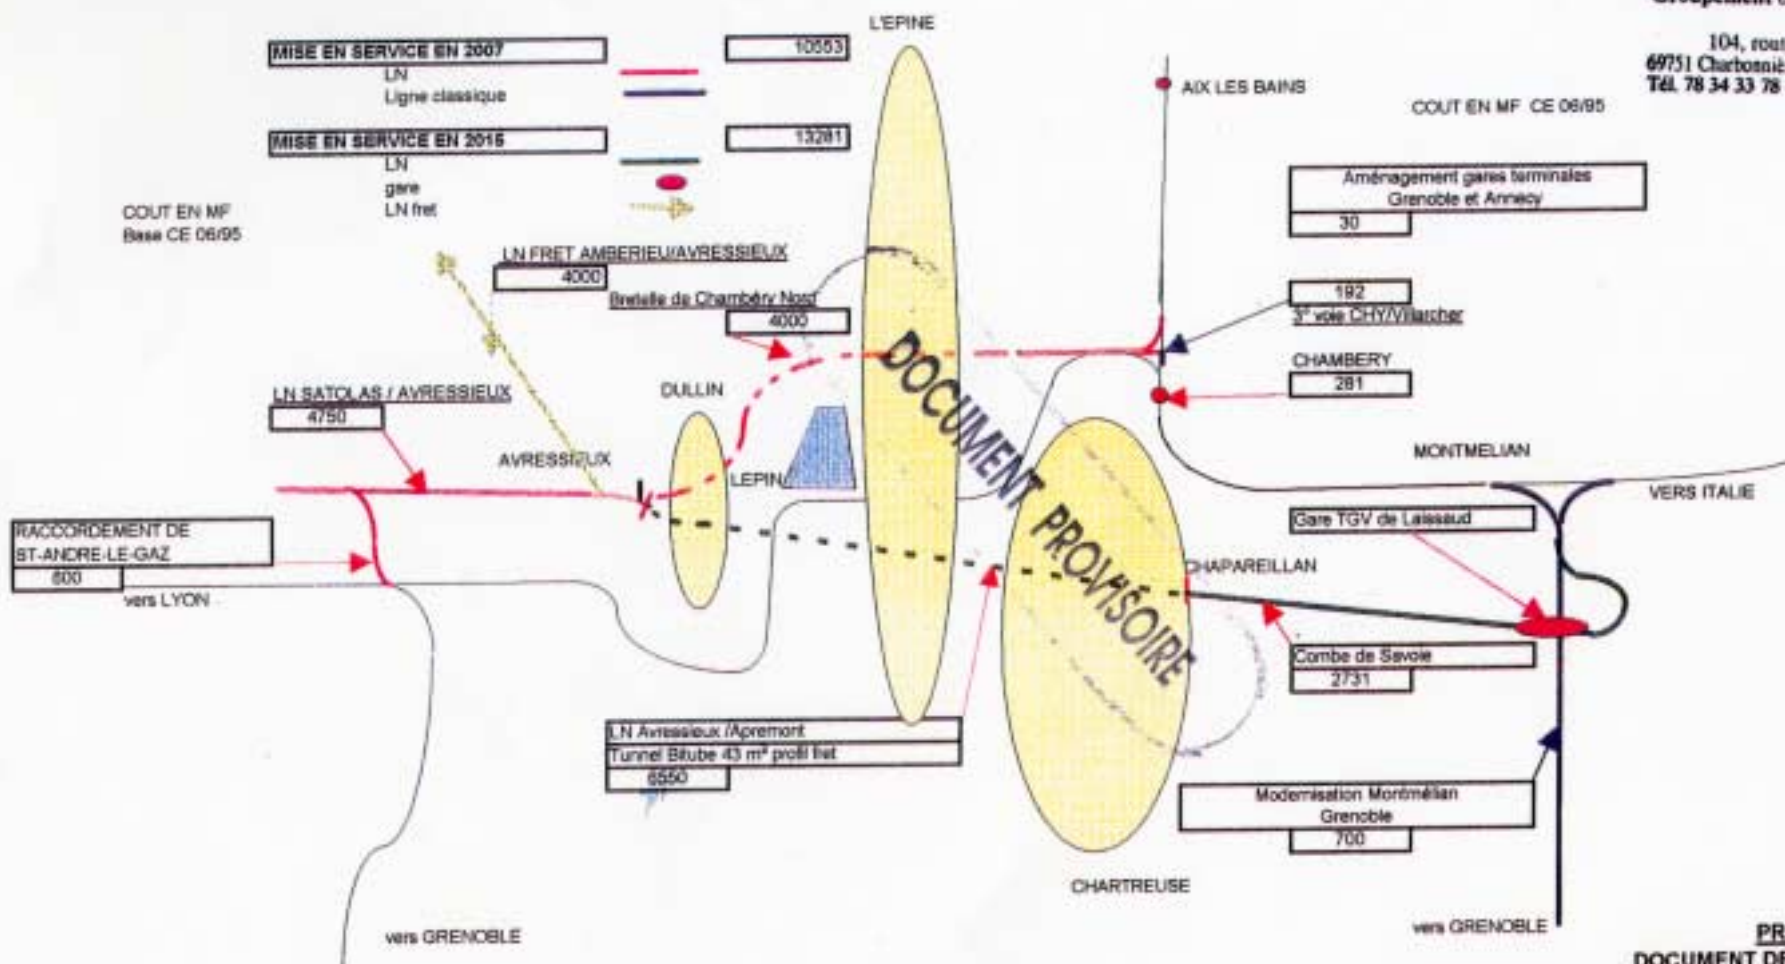 Groupement
104, rout
69751 Charbonniè
Tél. 78 34 33 78
L'EPINE
MISE EN SERVICE EN 2007
10553
LN
Ligne classique
MISE EN SERVICE EN 2015
13281
LN
gare
LN fret
COUT EN MF
Base CE 06/95
AIX LES BAINS
COUT EN MF CE 06/95
Aménagement gares terminales
Grenoble et Annecy
30
LN FRET AMBERIEU/AVRESSIEUX
4000
Bretelle de Chambéry Nord
4000
192
3° voie CHY/Villarcher
CHAMBERY
281
LN SATOLAS / AVRESSIEUX
4750
DULLIN
AVRESSIEUX
LEPIN
MONTMELIAN
VERS ITALIE
Gare TGV de Laissaud
RACCORDEMENT DE
ST-ANDRE-LE-GAZ
600
vers LYON
CHAPAREILLAN
DOCUMENT PROVISOIRE
Combe de Savoie
2731
LN Avressieux /Apremont
Tunnel Bitube 43 m² profil fret
6550
Modernisation Montmélian
Grenoble
700
CHARTREUSE
vers GRENOBLE
vers GRENOBLE
PR
DOCUMENT DE